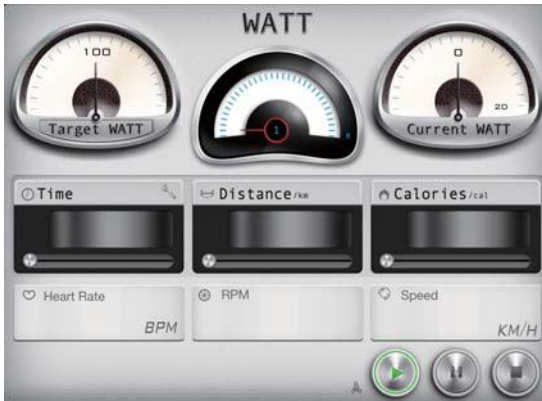 WATT
100
Target WATT
1
8
0
20
Current WATT
Time
Distance/km
Calories/cal
Heart Rate
BPM
RPM
Speed
KM/H